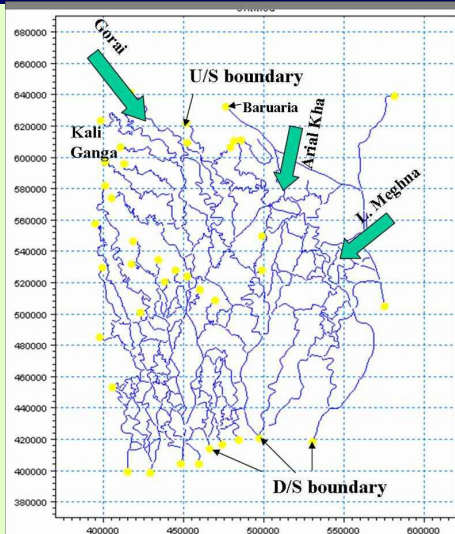 Untitled
Gorai
U/S boundary
Baruaria
Kali
Ganga
Arial Kha
L. Meghna
D/S boundary
680000
660000
640000
620000
600000
580000
560000
540000
520000
500000
480000
460000
440000
420000
400000
380000
400000 450000 500000 550000 600000